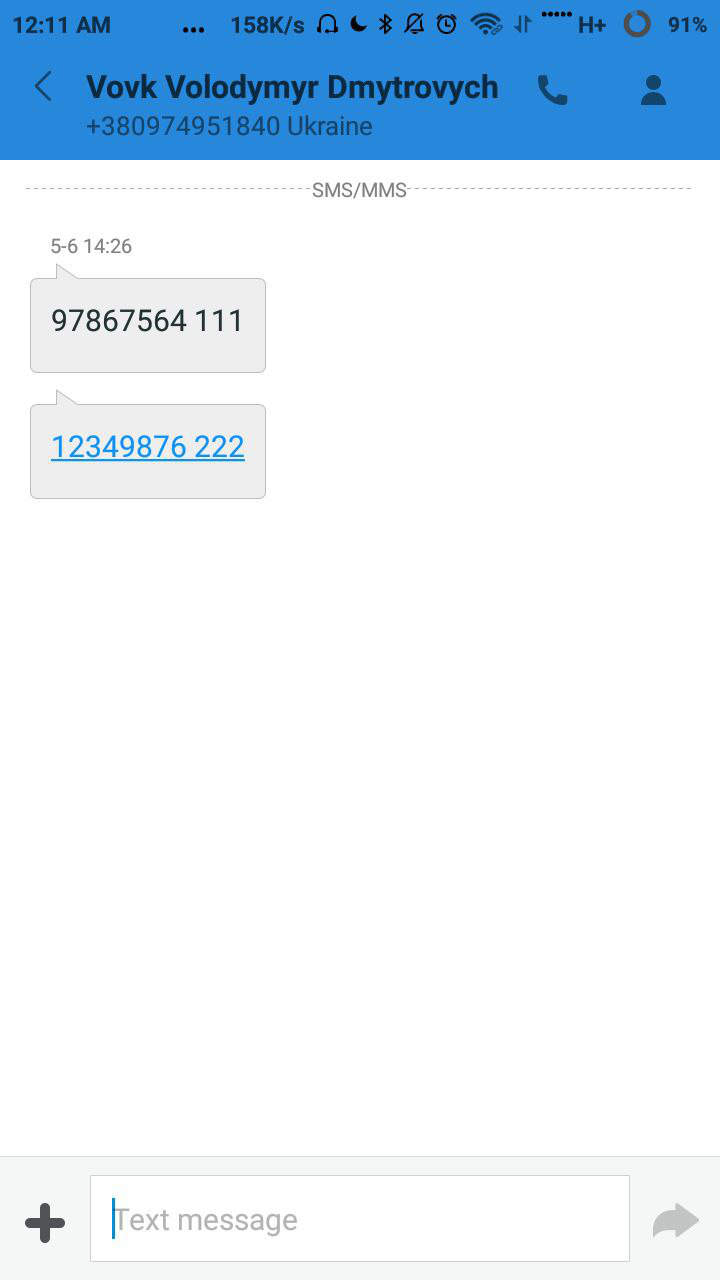 12:11 AM ... 158K/s H+ 91%
Vovk Volodymyr Dmytrovych
+380974951840 Ukraine
SMS/MMS
5-6 14:26
97867564 111
12349876 222
Text message